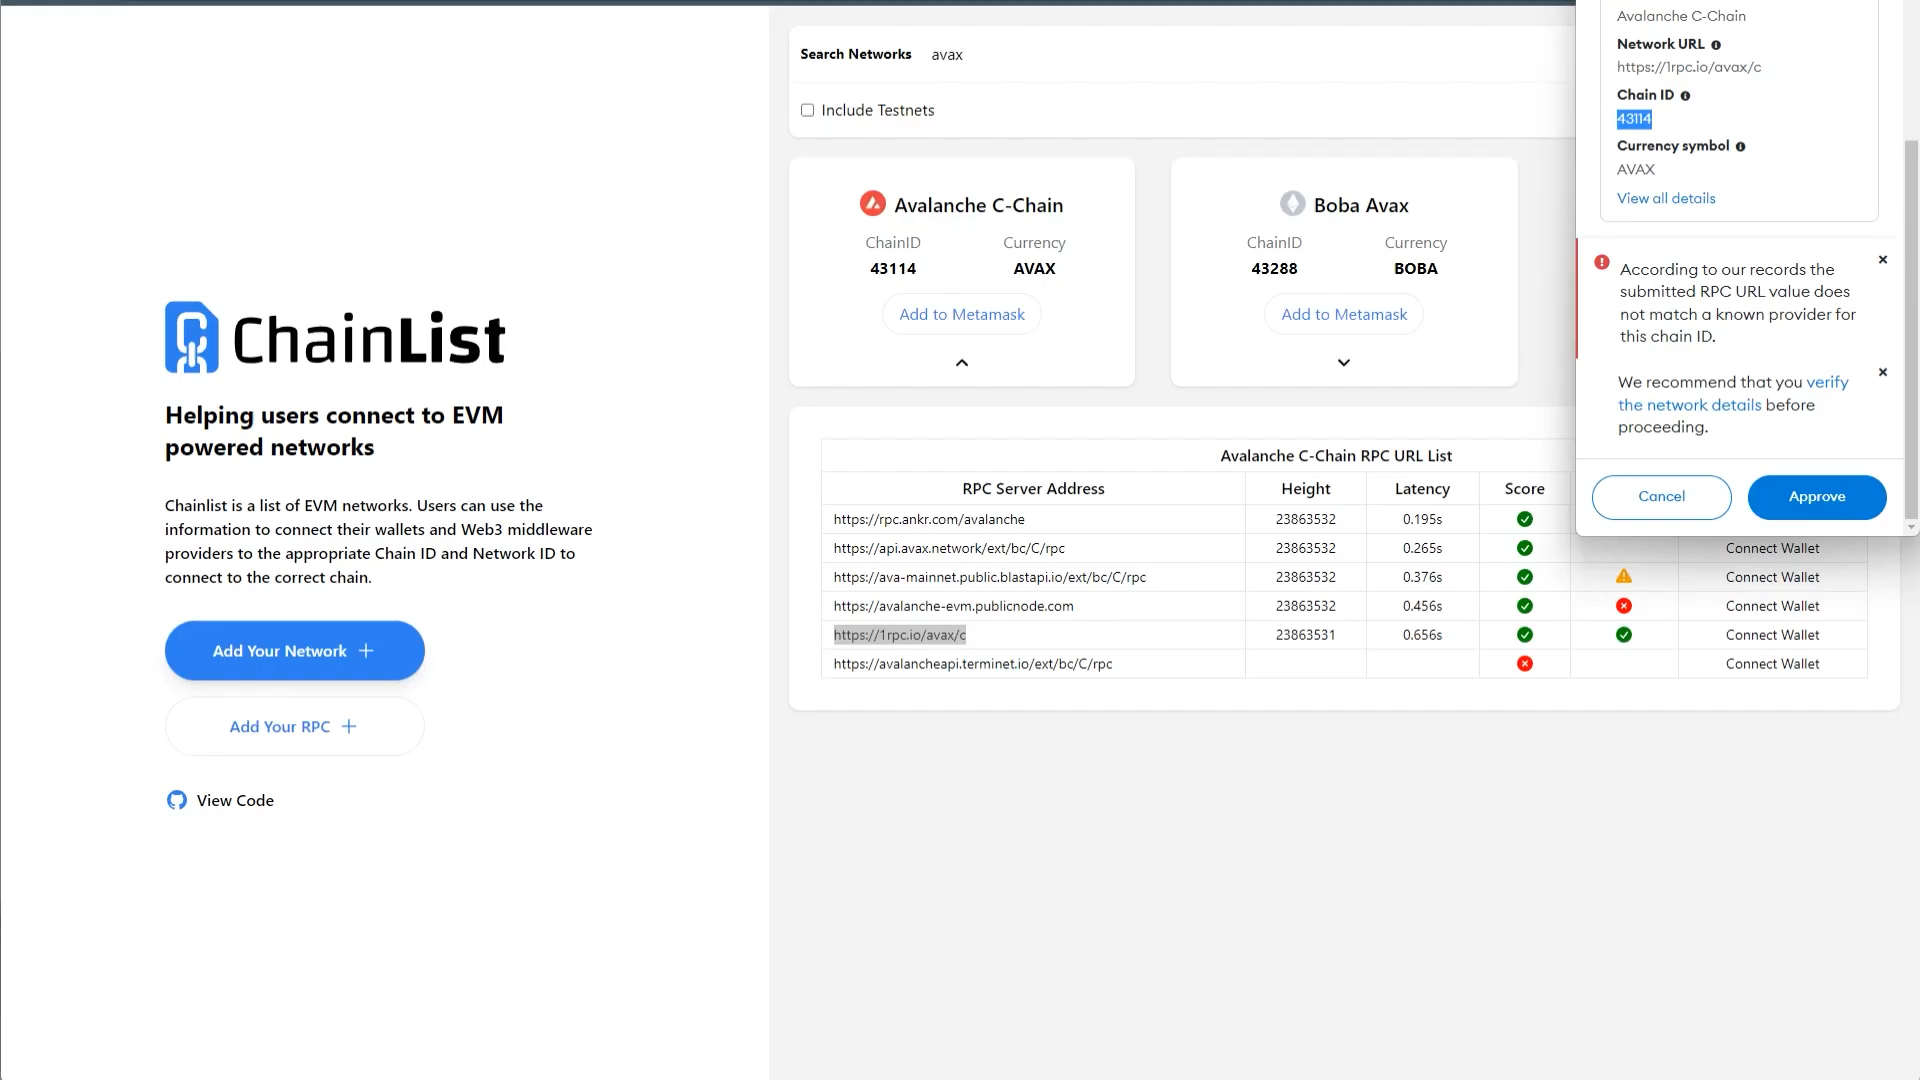 ChainList
Helping users connect to EVM
powered networks
Chainlist is a list of EVM networks. Users can use the
information to connect their wallets and Web3 middleware
providers to the appropriate Chain ID and Network ID to
connect to the correct chain.
Add Your Network
Add Your RPC
View Code
Search Networks avax
Include Testnets
Avalanche C-Chain
ChainID Currency
43114 AVAX
Add to Metamask
Boba Avax
ChainID Currency
43288 BOBA
Add to Metamask
Avalanche C-Chain RPC URL List
RPC Server Address Height Latency Score
https://rpc.ankr.com/avalanche 23863532 0.195s
https://api.avax.network/ext/bc/C/rpc 23863532 0.265s Connect Wallet
https://ava-mainnet.public.blastapi.io/ext/bc/C/rpc 23863532 0.376s Connect Wallet
https://avalanche-evm.publicnode.com 23863532 0.456s Connect Wallet
https://1rpc.io/avax/c 23863531 0.656s Connect Wallet
https://avalancheapi.terminet.io/ext/bc/C/rpc Connect Wallet
Avalanche C-Chain
Network URL
https://1rpc.io/avax/c
Chain ID
43114
Currency symbol
AVAX
View all details
According to our records the
submitted RPC URL value does
not match a known provider for
this chain ID.
We recommend that you verify
the network details before
proceeding.
Cancel
Approve